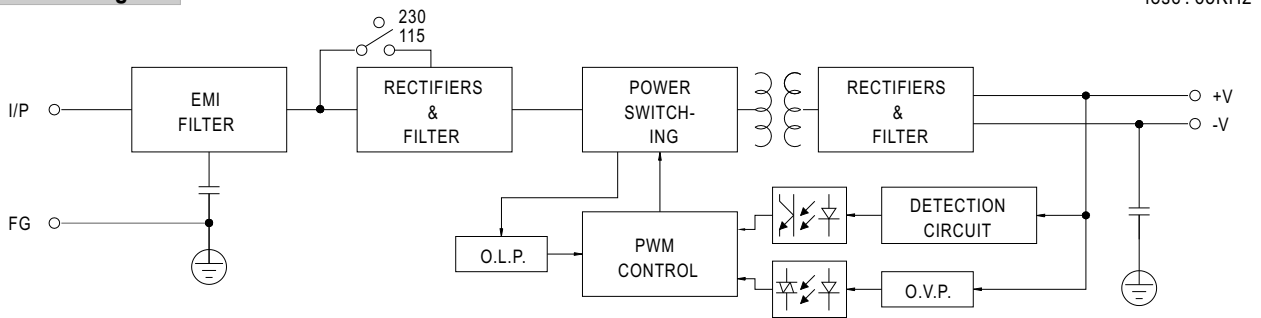 230
115
I/P
EMI
FILTER
RECTIFIERS
&
FILTER
POWER
SWITCH-
ING
RECTIFIERS
&
FILTER
+V
-V
FG
O.L.P.
PWM
CONTROL
DETECTION
CIRCUIT
O.V.P.